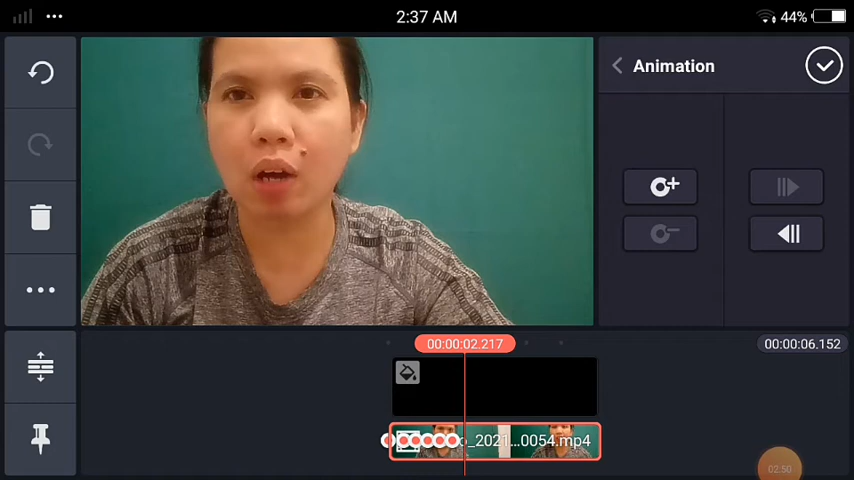 2:37 AM
44%
Animation
00:00:02.217
00:00:06.152
_2021...0054.mp4
02:50